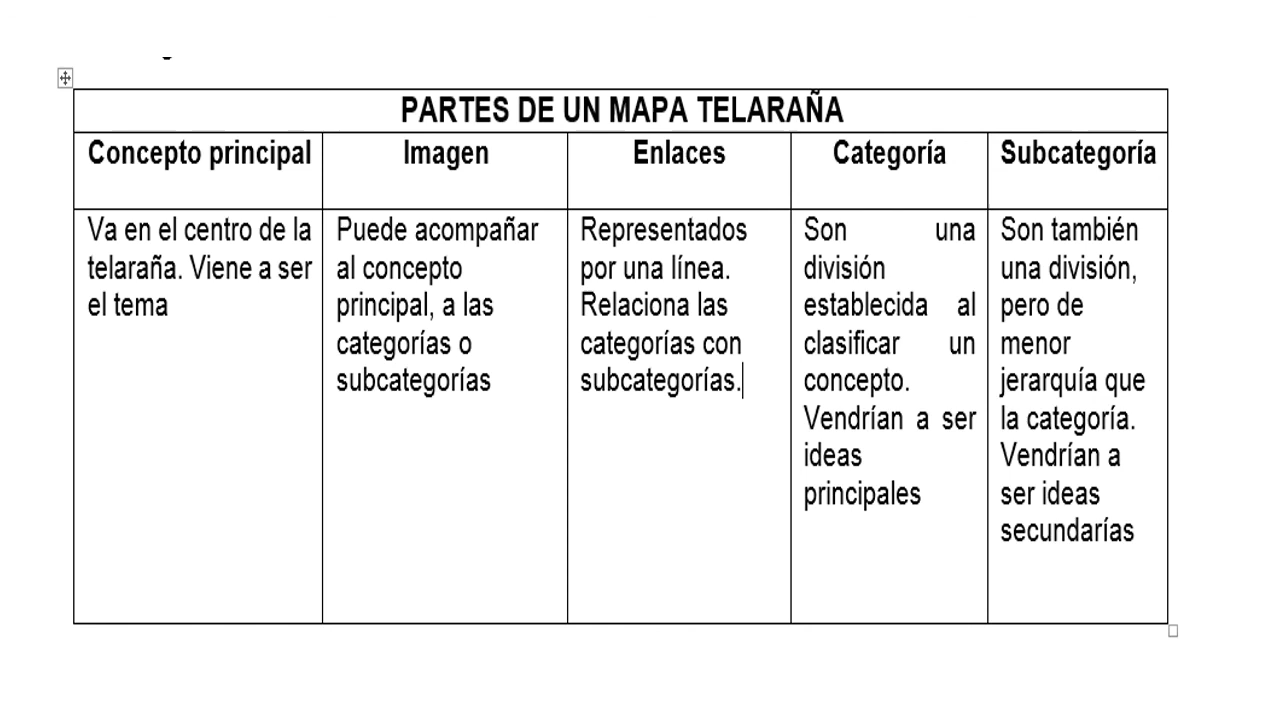 PARTES DE UN MAPA TELARAÑA
Concepto principal
Imagen
Enlaces
Categoría
Subcategoría
Va en el centro de la
telaraña. Viene a ser
el tema
Puede acompañar
al concepto
principal, a las
categorías o
subcategorías
Representados
por una línea.
Relaciona las
categorías con
subcategorías.
Son una
división
establecida al
clasificar un
concepto.
Vendrían a ser
ideas
principales
Son también
una división,
pero de
menor
jerarquía que
la categoría.
Vendrían a
ser ideas
secundarías